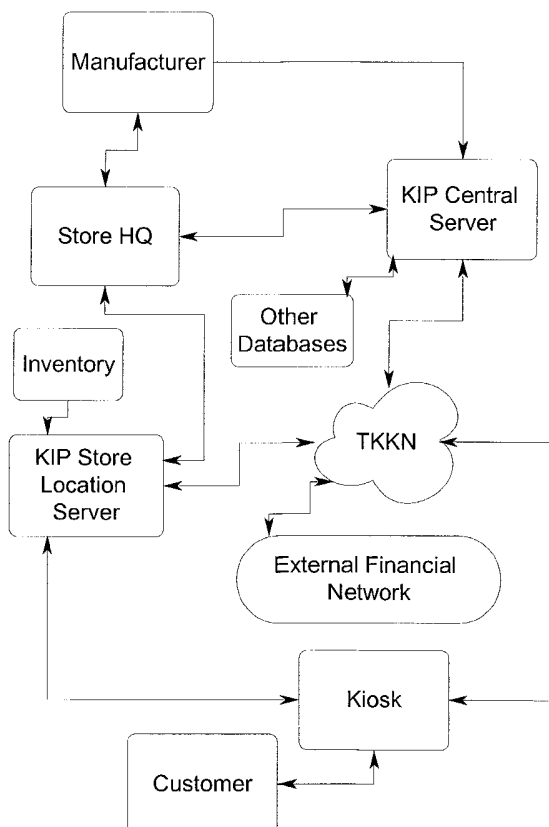 Manufacturer
KIP Central
Server
Store HQ
Other
Databases
Inventory
TKKN
KIP Store
Location
Server
External Financial
Network
Kiosk
Customer